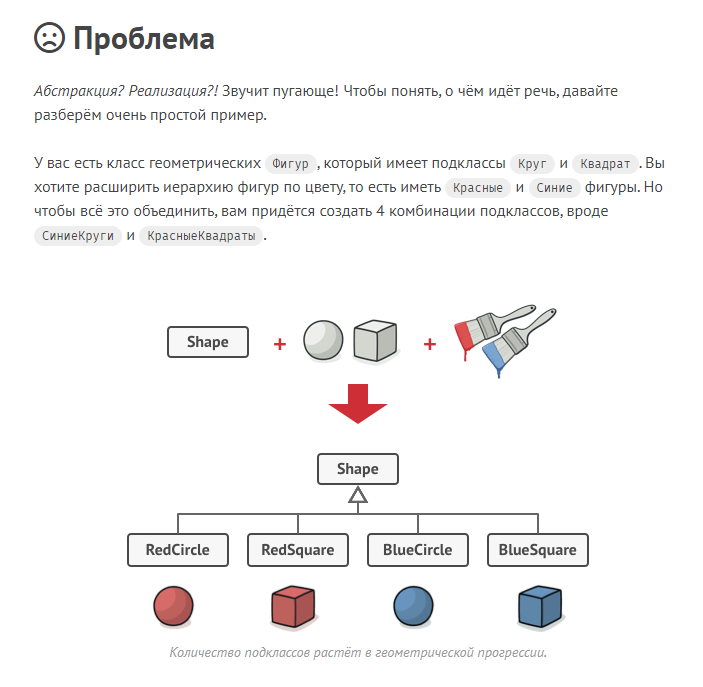 Проблема
Абстракция? Реализация?! Звучит пугающе! Чтобы понять, о чём идёт речь, давайте
разберём очень простой пример.
У вас есть класс геометрических Фигур, который имеет подклассы Круг и Квадрат. Вы
хотите расширить иерархию фигур по цвету, то есть иметь Красные и Синие фигуры. Но
чтобы всё это объединить, вам придётся создать 4 комбинации подклассов, вроде
СиниеКруги и КрасныеКвадраты.
Shape + +
Shape
RedCircle RedSquare BlueCircle BlueSquare
Количество подклассов растёт в геометрической прогрессии.